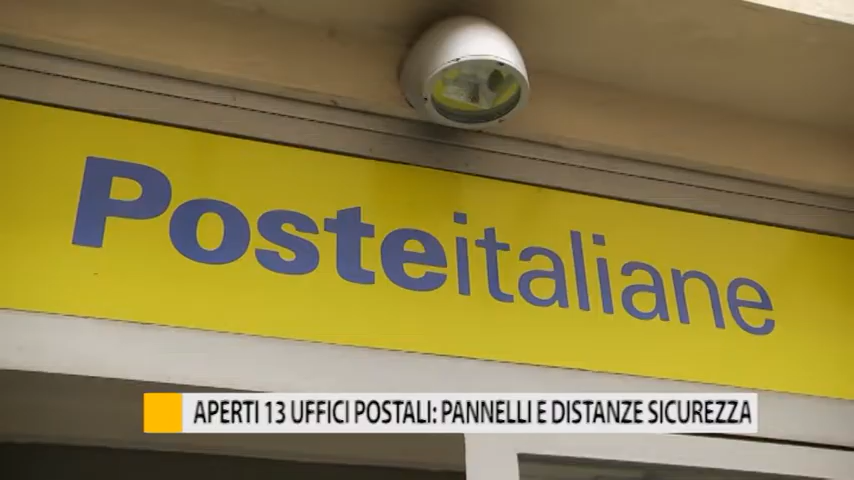 Posteitaliane
APERTI 13 UFFICI POSTALI: PANNELLI E DISTANZE SICUREZZA